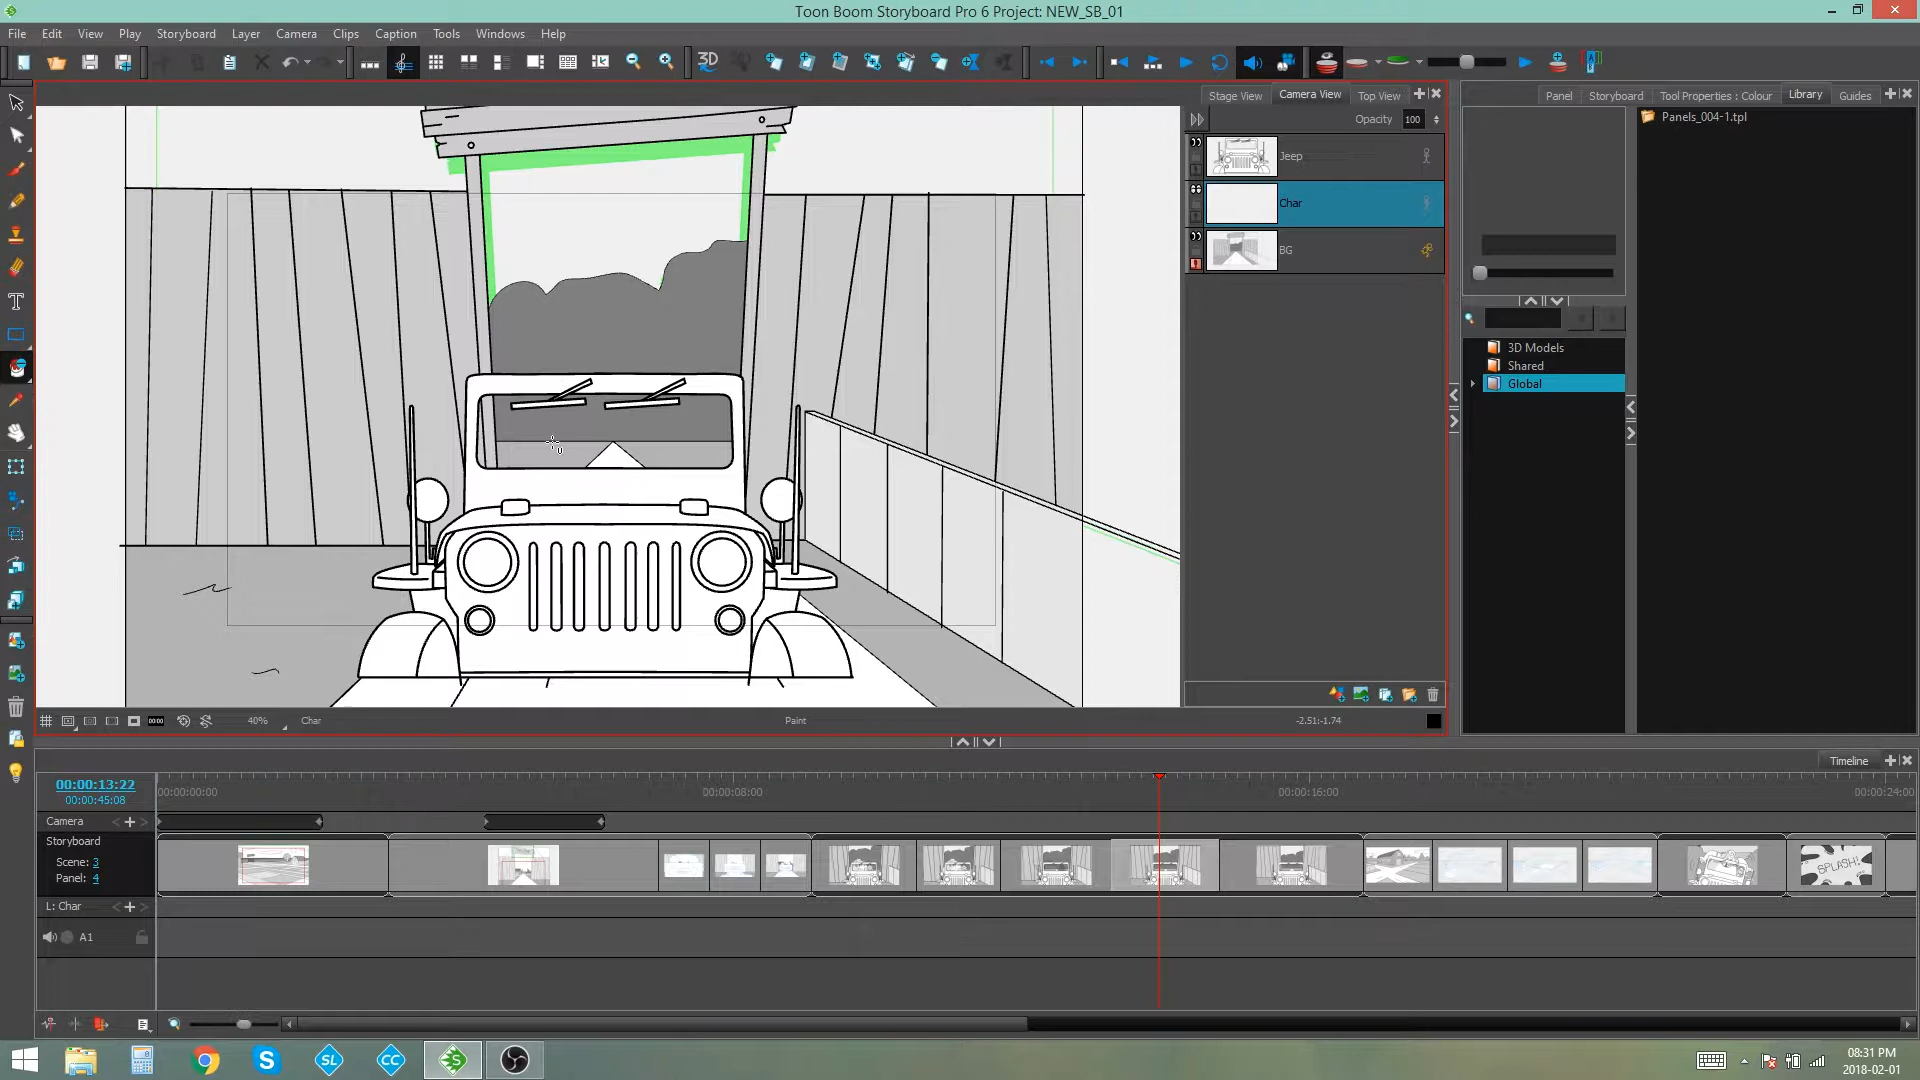 Toon Boom Storyboard Pro 6 Project: NEW_SB_01
File Edit View Play Storyboard Layer Camera Clips Caption Tools Windows Help
3D
Stage View Camera View Top View
Opacity 100
Jeep
Char
BG
Panel Storyboard Tool Properties : Colour Library Guides
Panels_004-1.tpl
3D Models
Shared
Global
40% Char Paint -2.51:-1.74
Timeline
00:00:13:22
00:00:45:08
00:00:00:00 00:00:08:00 00:00:16:00 00:00:24:00
Camera
Storyboard
Scene: 3
Panel: 4
SPLASH!
L: Char
A1
SL CC S
08:31 PM
2018-02-01